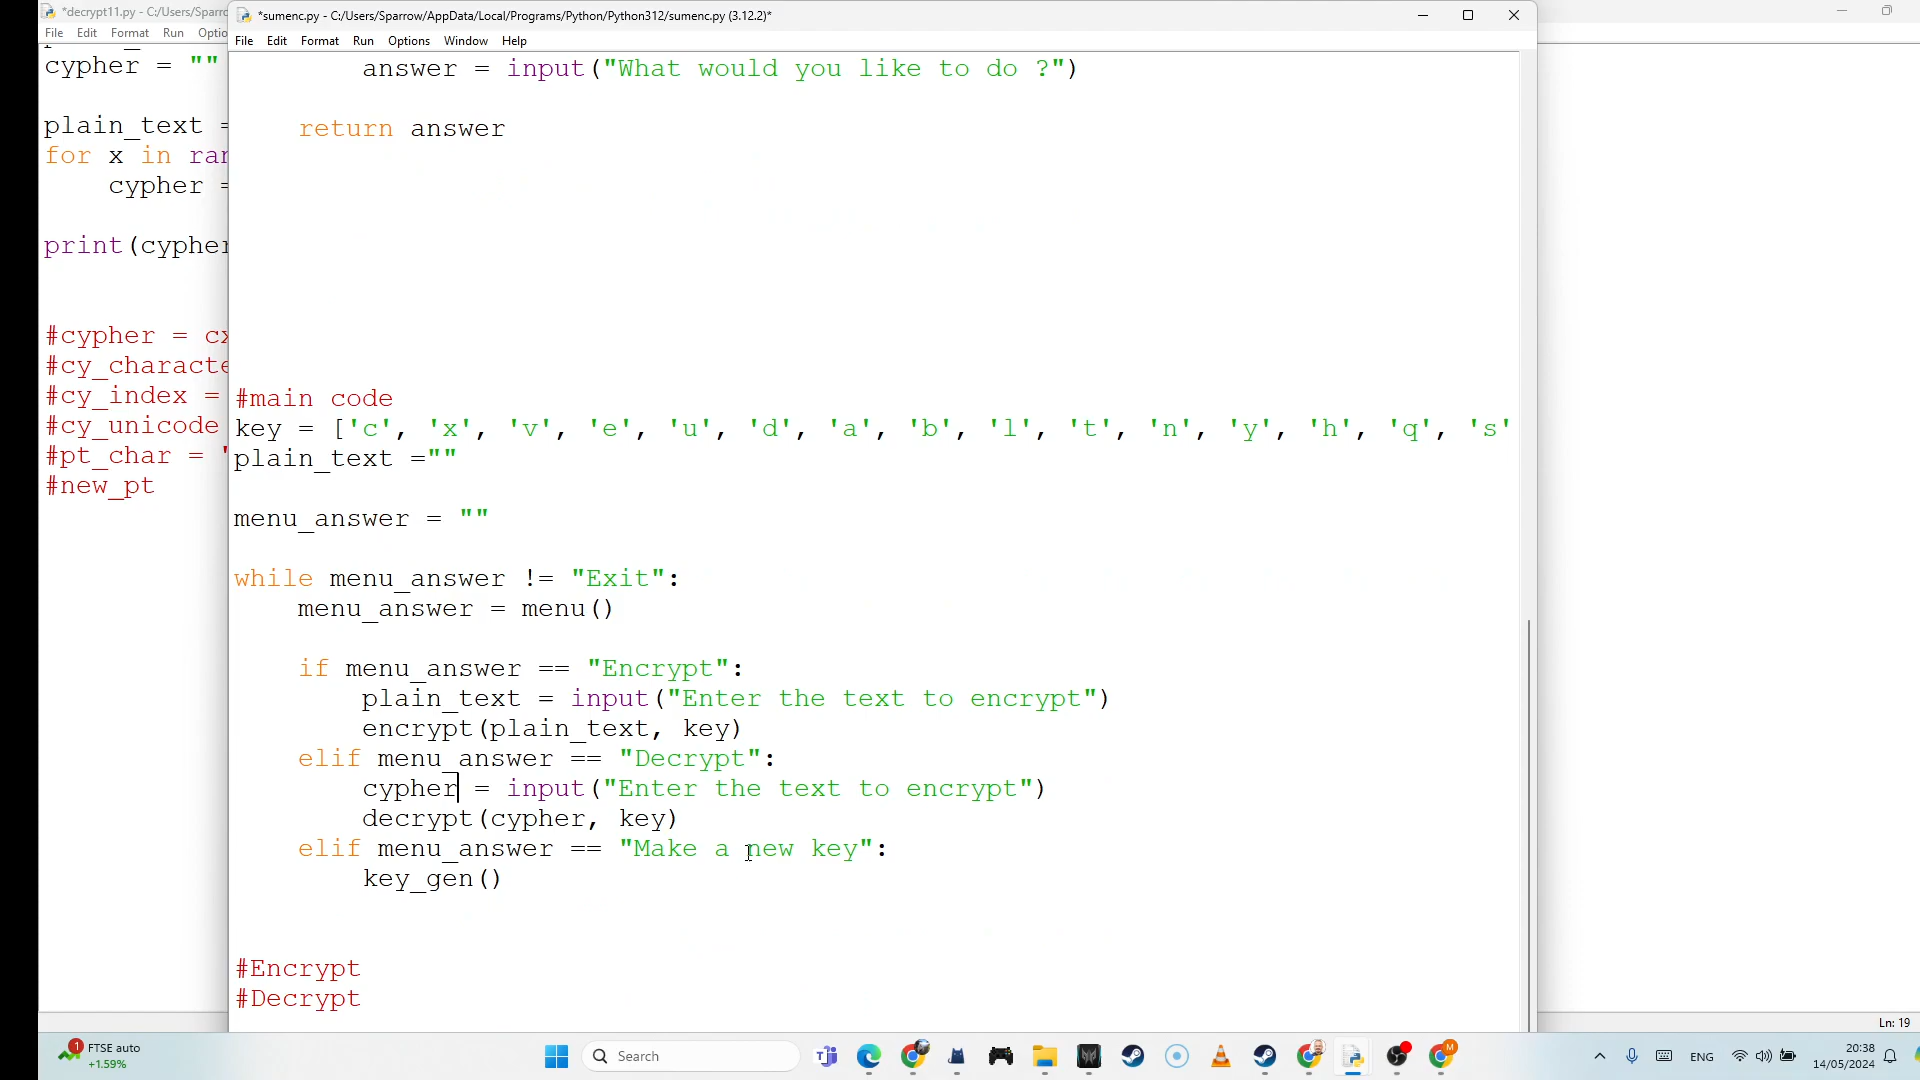 *decrypt11.py - C:/Users/Sparro
File Edit Format Run Optio
cypher = ""
plain_text =
for x in ran
cypher =
print(cypher
#cypher = cx
#cy_characte
#cy_index =
#cy_unicode
#pt_char = '
#new_pt
*sumenc.py - C:/Users/Sparrow/AppData/Local/Programs/Python/Python312/sumenc.py (3.12.2)*
File Edit Format Run Options Window Help
answer = input("What would you like to do ?")
return answer
#main code
key = ['c', 'x', 'v', 'e', 'u', 'd', 'a', 'b', 'l', 't', 'n', 'y', 'h', 'q', 's'
plain_text =""
menu_answer = ""
while menu_answer != "Exit":
menu_answer = menu()
if menu_answer == "Encrypt":
plain_text = input("Enter the text to encrypt")
encrypt(plain_text, key)
elif menu_answer == "Decrypt":
cypher = input("Enter the text to encrypt")
decrypt(cypher, key)
elif menu_answer == "Make a new key":
key_gen()
#Encrypt
#Decrypt
Ln: 19
1
FTSE auto
+1.59%
Search
M
ENG
20:38
14/05/2024